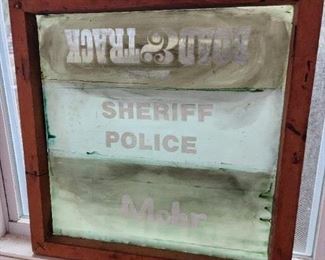 ROAD & TRACK
SHERIFF
POLICE
Mohr